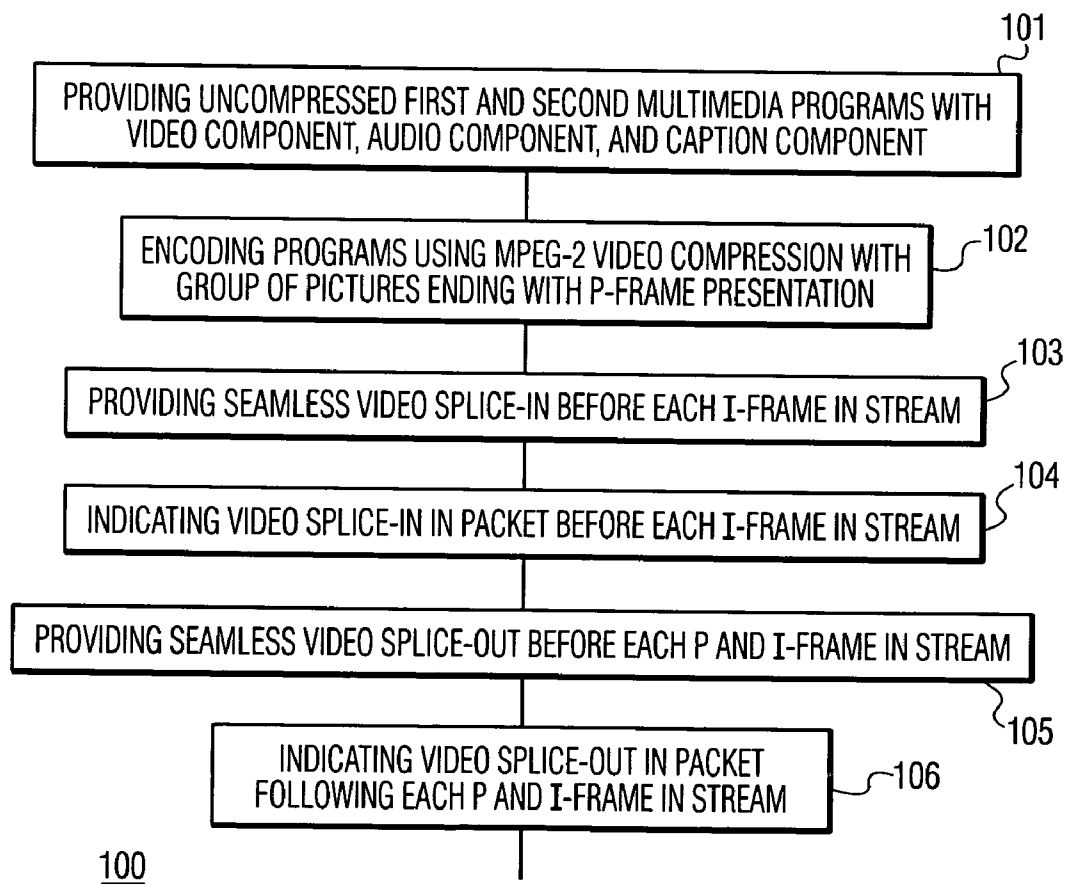 101
PROVIDING UNCOMPRESSED FIRST AND SECOND MULTIMEDIA PROGRAMS WITH
VIDEO COMPONENT, AUDIO COMPONENT, AND CAPTION COMPONENT
102
ENCODING PROGRAMS USING MPEG-2 VIDEO COMPRESSION WITH
GROUP OF PICTURES ENDING WITH P-FRAME PRESENTATION
103
PROVIDING SEAMLESS VIDEO SPLICE-IN BEFORE EACH I-FRAME IN STREAM
104
INDICATING VIDEO SPLICE-IN IN PACKET BEFORE EACH I-FRAME IN STREAM
PROVIDING SEAMLESS VIDEO SPLICE-OUT BEFORE EACH P AND I-FRAME IN STREAM
105
INDICATING VIDEO SPLICE-OUT IN PACKET
FOLLOWING EACH P AND I-FRAME IN STREAM
106
100